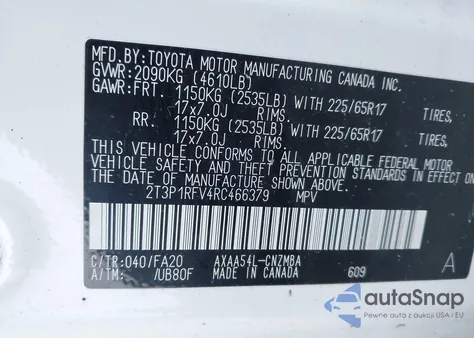 MFD.BY:TOYOTA MOTOR MANUFACTURING CANADA INC.
GVWR:2090KG (4610LB)
GAWR:FRT. 1150KG (2535LB) WITH 225/65R17 TIRES,
17x7.0J RIMS.
RR. 1150KG (2535LB) WITH 225/65R17 TIRES,
17x7.0J RIMS.
THIS VEHICLE CONFORMS TO ALL APPLICABLE FEDERAL MOTOR
VEHICLE SAFETY AND THEFT PREVENTION STANDARDS IN EFFECT ON
THE DATE OF MANUFACTURE SHOWN ABOVE.
2T3P1RFV4RC466379 MPV
C/TR:040/FA20 AXAA54L-CNZMBA A
A/TM: /UB80F MADE IN CANADA 609
autoSnap
Pewne auta z aukcji USA / EU